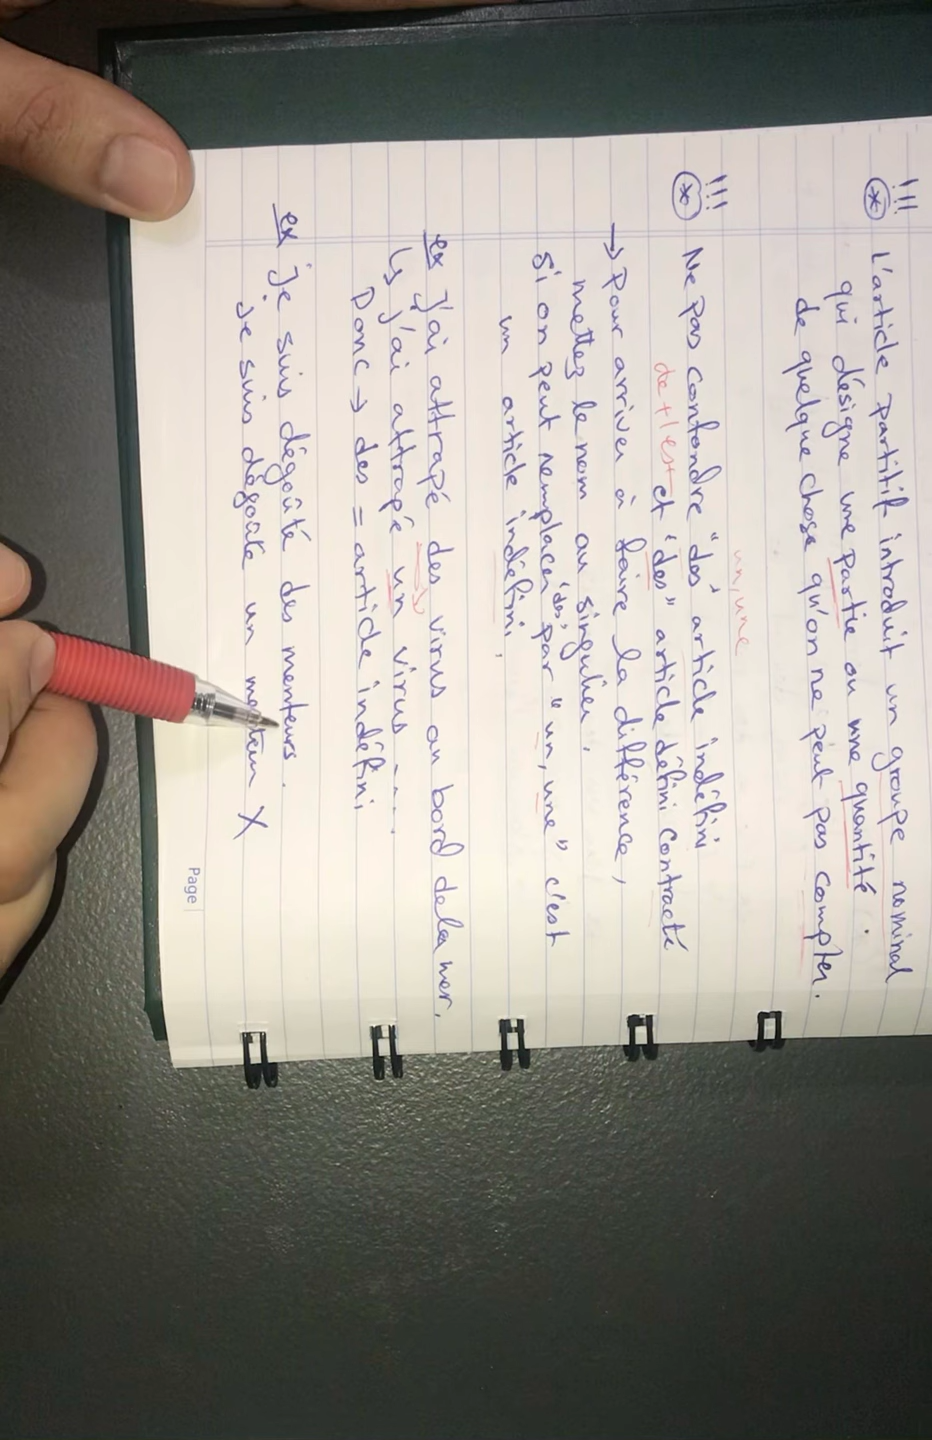 !!!
* L'article partitif introduit un groupe nominal
qui désigne une partie ou une quantité
de quelque chose qu'on ne peut pas compter.
un, une
!!!
* Ne pas confondre "des" article indéfini
de + les et "des" article défini contracté
→ Pour arriver à faire la différence,
mettez le nom au singulier.
Si on peut remplacer "des" par "un, une" c'est
un article indéfini.
ex J'ai attrapé des virus au bord de la mer.
↳ J'ai attrapé un virus ....
Donc → des = article indéfini
ex Je suis dégoûté des menteurs.
Je suis dégoûté un X
Page